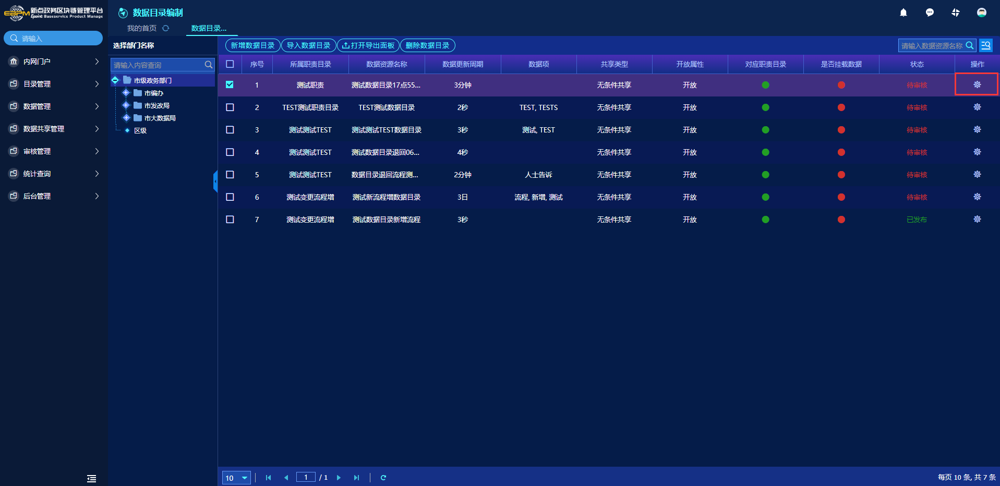 EBPM 新点政务区块链管理平台
Epoint Baseservice Product Manage
请输入
内网门户
目录管理
数据管理
数据共享管理
审核管理
统计查询
后台管理
数据目录编制
我的首页 数据目录...
选择部门名称
请输入内容查询
市级政务部门
市编办
市发改局
市大数据局
区级
新增数据目录 导入数据目录 打开导出面板 删除数据目录 请输入数据资源名称
序号 所属职责目录 数据资源名称 数据更新周期 数据项 共享类型 开放属性 对应职责目录 是否挂载数据 状态 操作
1 测试职责 测试数据目录17点55... 3分钟 无条件共享 开放 待审核
2 TEST测试职责目录 TEST测试数据目录 2秒 TEST, TESTS 无条件共享 开放 待审核
3 测试测试TEST 测试测试TEST数据目录 3秒 测试, TEST 无条件共享 开放 待审核
4 测试测试TEST 测试数据目录退回06... 4秒 无条件共享 开放 待审核
5 测试测试TEST 数据目录退回流程测... 2分钟 人士告诉 无条件共享 开放 待审核
6 测试变更流程增 测试新流程增数据目录 3日 流程, 新增, 测试 无条件共享 开放 待审核
7 测试变更流程增 测试数据目录新增流程 3秒 无条件共享 开放 已发布
10 1 / 1 每页 10 条, 共 7 条